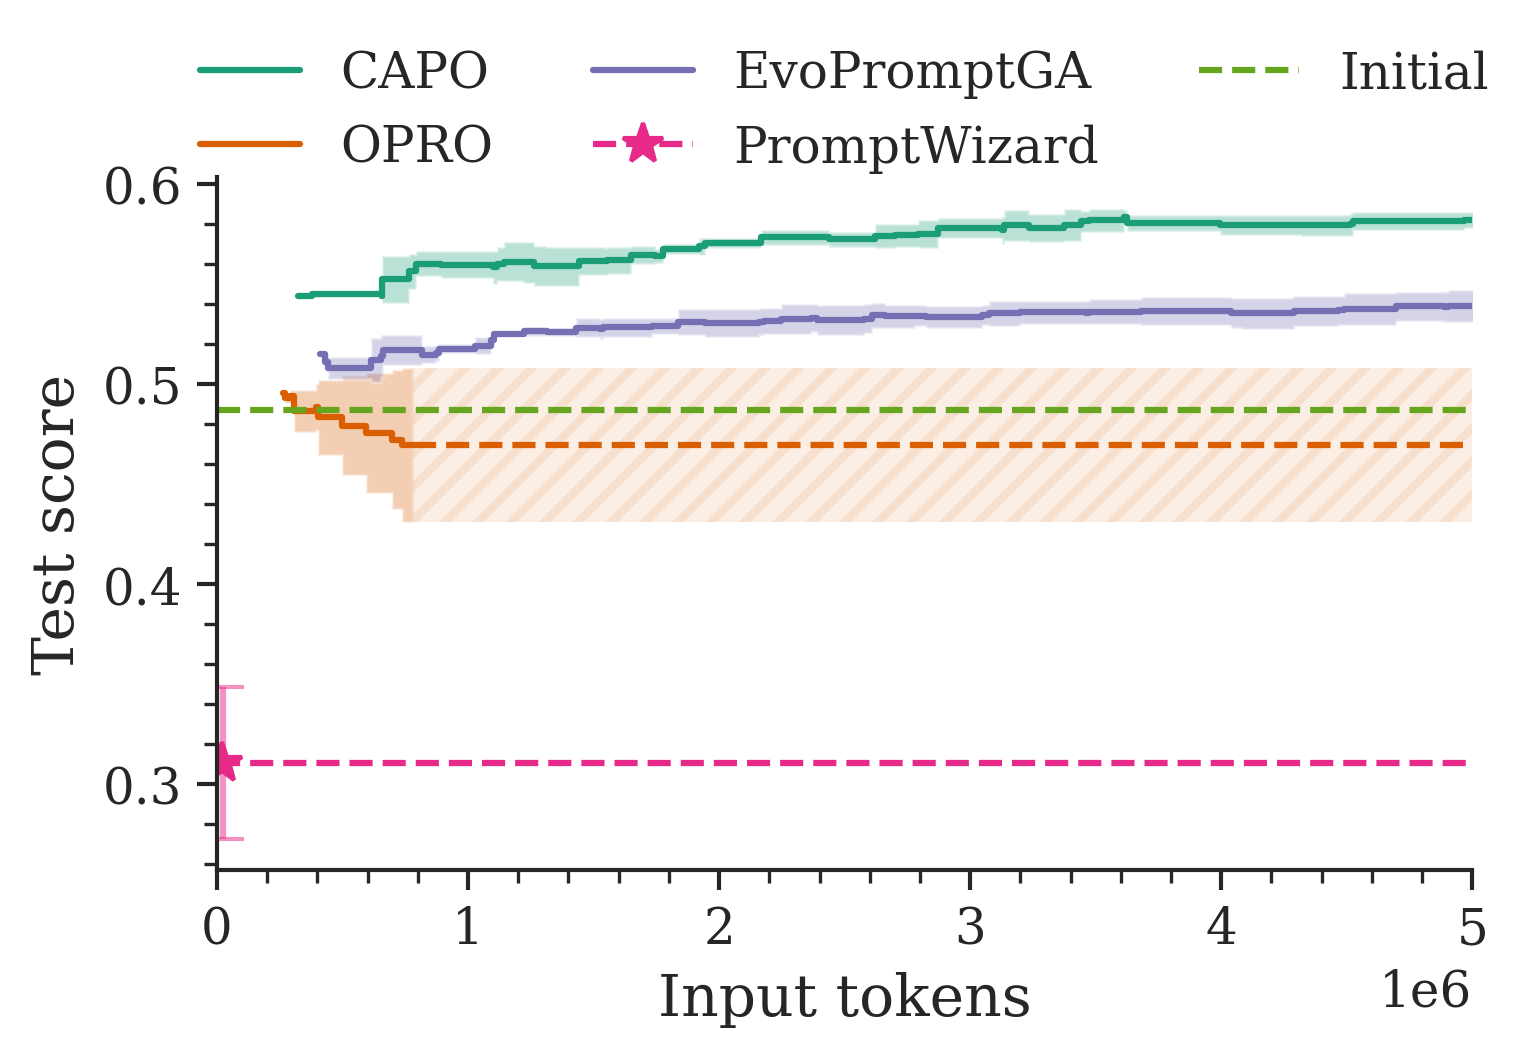 CAPO EvoPromptGA Initial
OPRO PromptWizard
0.6
0.5
0.4
0.3
Test score
0 1 2 3 4 5
Input tokens
1e6